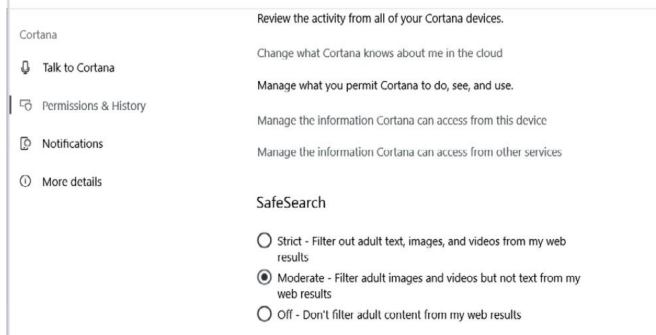 Cortana
Talk to Cortana
Permissions & History
Notifications
More details
Review the activity from all of your Cortana devices.
Change what Cortana knows about me in the cloud
Manage what you permit Cortana to do, see, and use.
Manage the information Cortana can access from this device
Manage the information Cortana can access from other services
SafeSearch
Strict - Filter out adult text, images, and videos from my web
results
Moderate - Filter adult images and videos but not text from my
web results
Off - Don't filter adult content from my web results